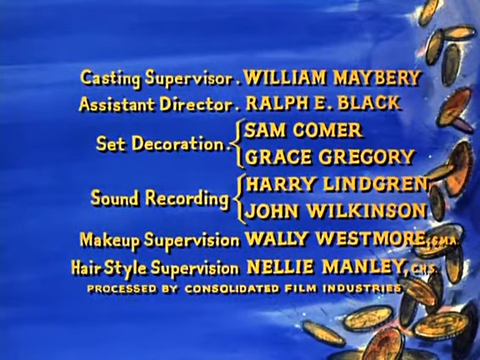 Casting Supervisor. WILLIAM MAYBERY
Assistant Director. RALPH E. BLACK
Set Decoration. { SAM COMER
GRACE GREGORY
Sound Recording { HARRY LINDGREN
JOHN WILKINSON
Makeup Supervision WALLY WESTMORE, S.M.A.
Hair Style Supervision NELLIE MANLEY, C.H.S.
PROCESSED BY CONSOLIDATED FILM INDUSTRIES